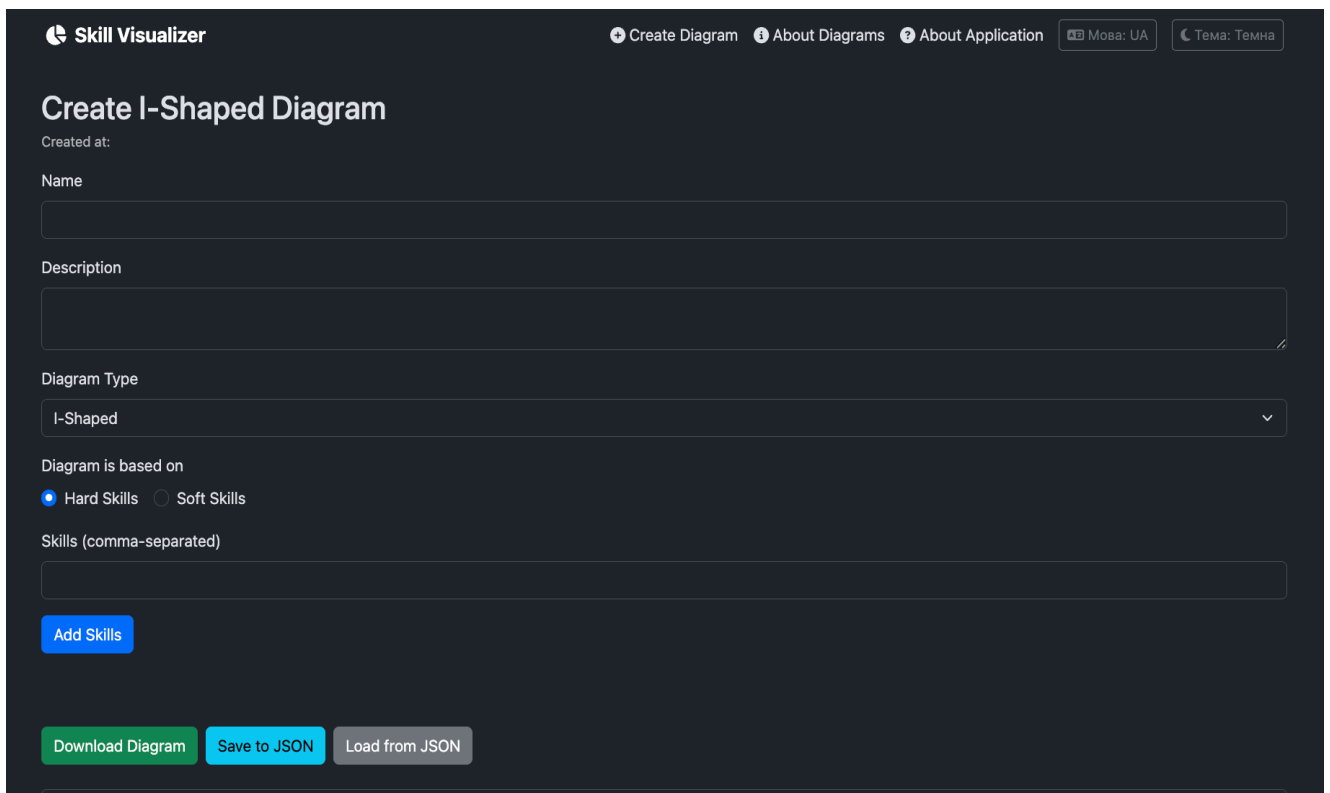 Skill Visualizer
Create Diagram About Diagrams About Application Мова: UA Тема: Темна
Create I-Shaped Diagram
Created at:
Name
Description
Diagram Type
I-Shaped
Diagram is based on
Hard Skills Soft Skills
Skills (comma-separated)
Add Skills
Download Diagram Save to JSON Load from JSON